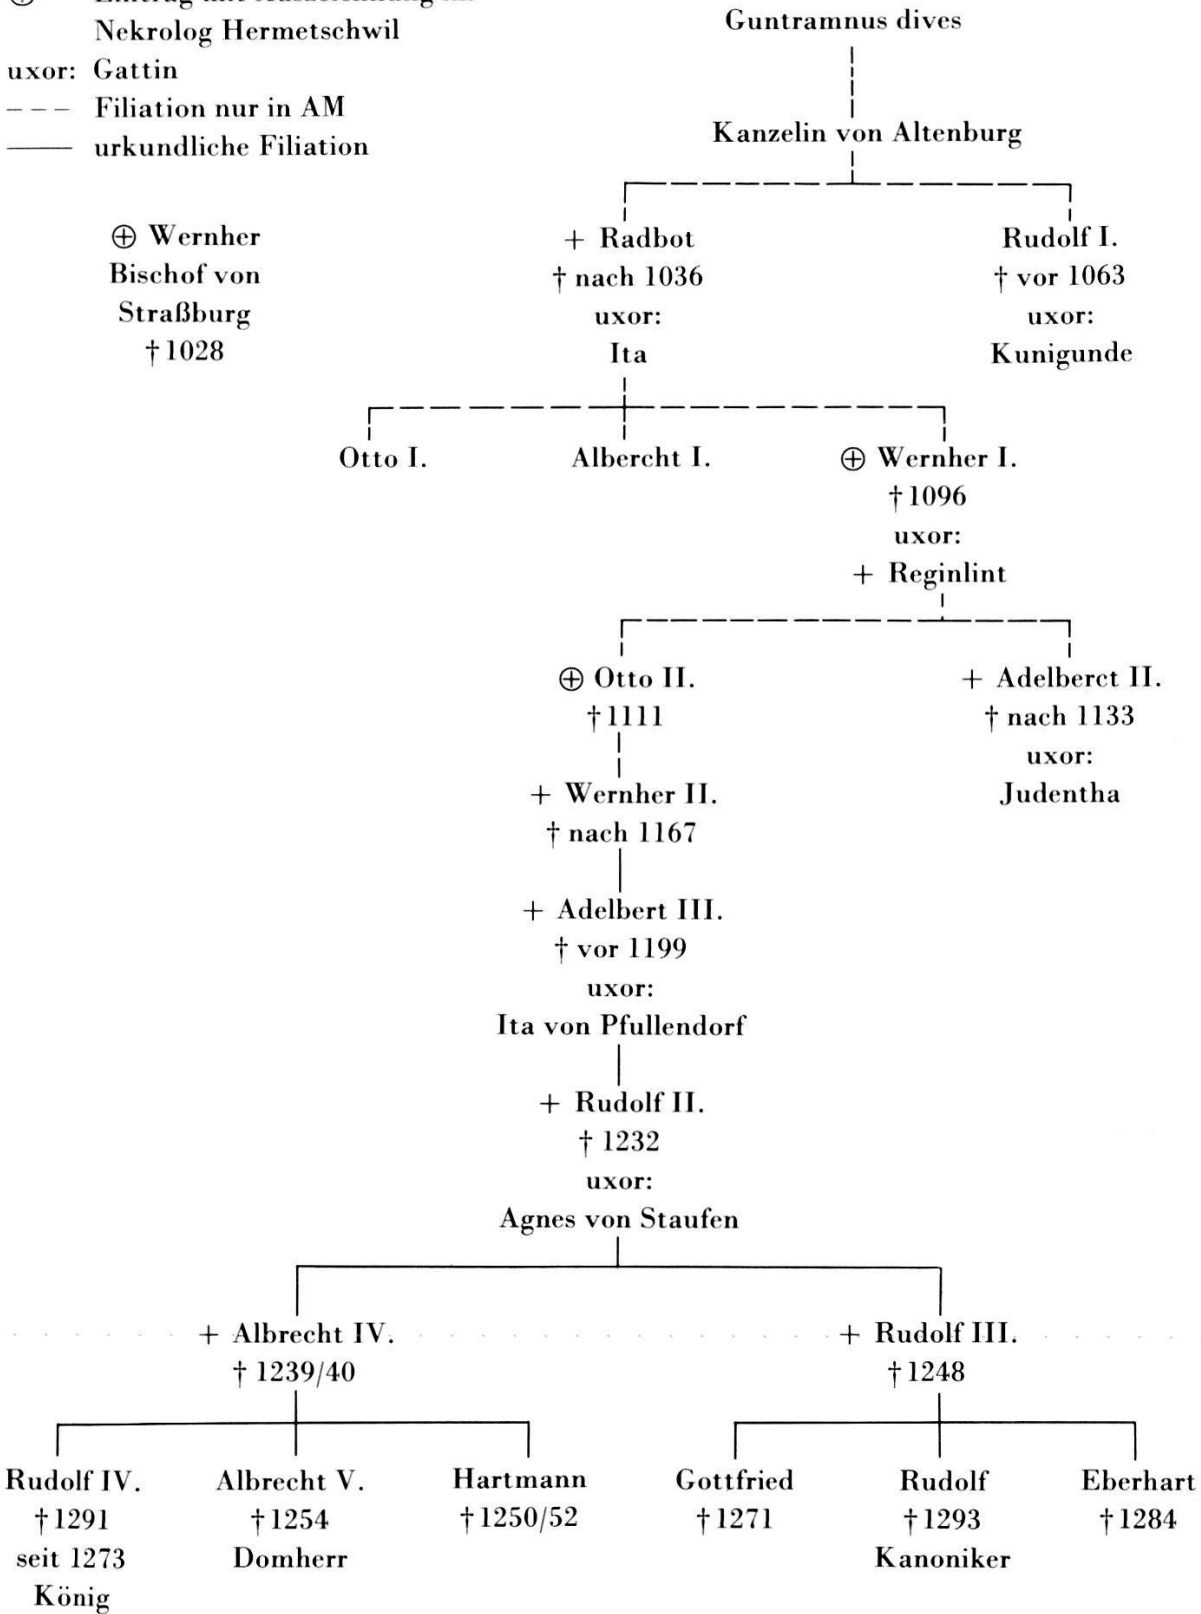 Nekrolog Hermetschwil
uxor: Gattin
--- Filiation nur in AM
—— urkundliche Filiation
Guntramnus dives
Kanzelin von Altenburg
⊕ Wernher
Bischof von
Straßburg
† 1028
+ Radbot
† nach 1036
uxor:
Ita
Rudolf I.
† vor 1063
uxor:
Kunigunde
Otto I.
Albercht I.
⊕ Wernher I.
† 1096
uxor:
+ Reginlint
⊕ Otto II.
† 1111
+ Adelberct II.
† nach 1133
uxor:
Judentha
+ Wernher II.
† nach 1167
+ Adelbert III.
† vor 1199
uxor:
Ita von Pfullendorf
+ Rudolf II.
† 1232
uxor:
Agnes von Staufen
+ Albrecht IV.
† 1239/40
+ Rudolf III.
† 1248
Rudolf IV.
† 1291
seit 1273
König
Albrecht V.
† 1254
Domherr
Hartmann
† 1250/52
Gottfried
† 1271
Rudolf
† 1293
Kanoniker
Eberhart
† 1284